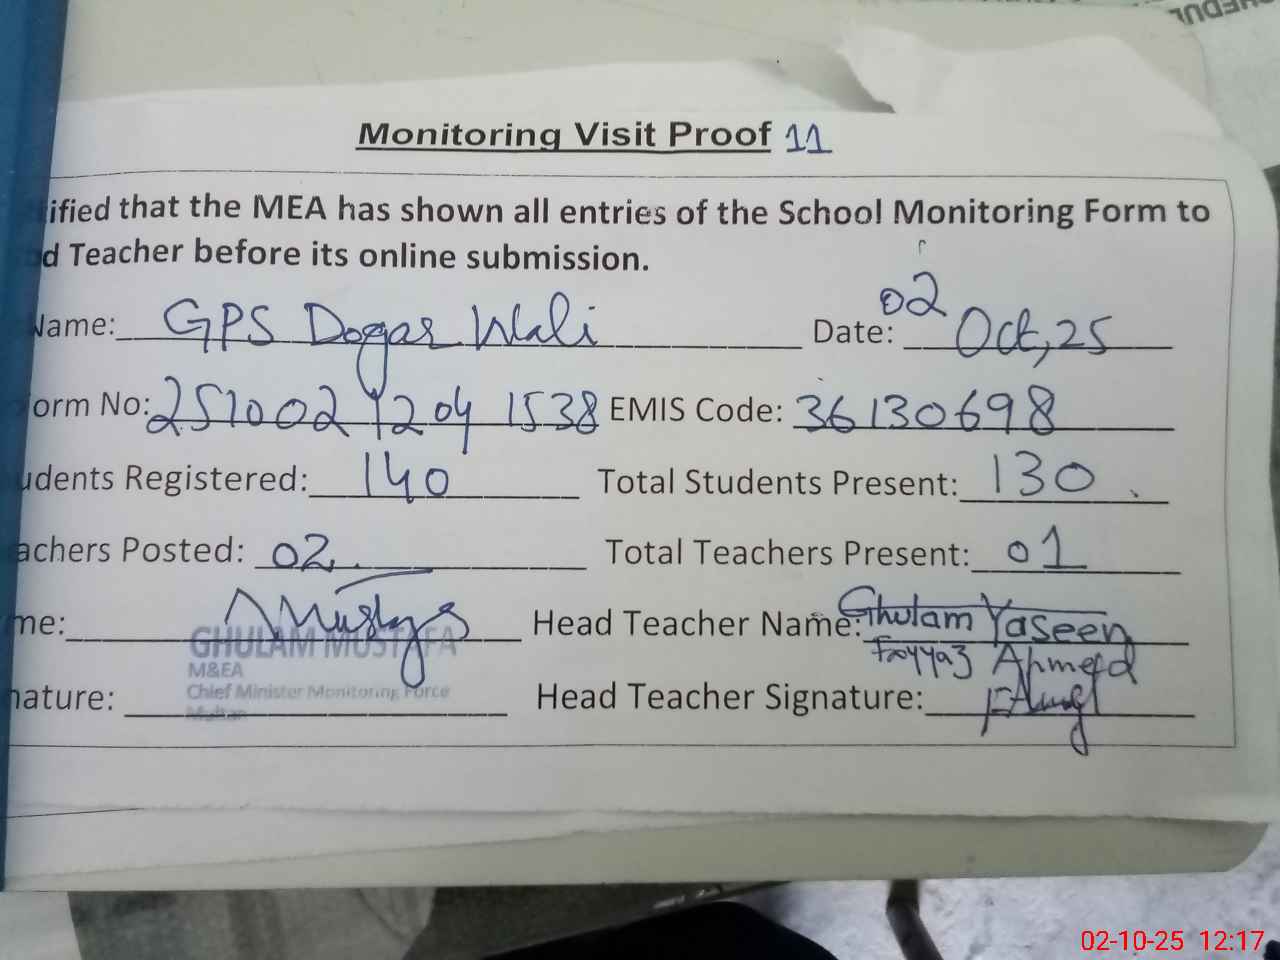 HEDUL
Monitoring Visit Proof 11
ified that the MEA has shown all entries of the School Monitoring Form to
d Teacher before its online submission.
Name: GPS Dogar Wali Date: 02 Oct, 25
orm No: 251002 1204 1538 EMIS Code: 36130698
udents Registered: 140 Total Students Present: 130
achers Posted: 02 Total Teachers Present: 01
me: Head Teacher Name: Ghulam Yaseen
GHULAM MUSTAFA
Ahmed
M&EA
Chief Minister Monitoring Force
nature: Head Teacher Signature:
Multan
02-10-25 12:17